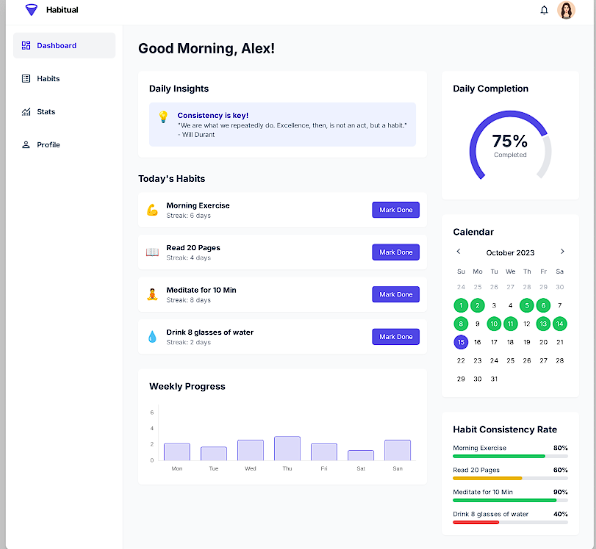 Habitual
Dashboard
Habits
Stats
Profile
Good Morning, Alex!
Daily Insights
Consistency is key!
"We are what we repeatedly do. Excellence, then, is not an act, but a habit."
- Will Durant
Today's Habits
Morning Exercise
Streak: 6 days
Mark Done
Read 20 Pages
Streak: 4 days
Mark Done
Meditate for 10 Min
Streak: 8 days
Mark Done
Drink 8 glasses of water
Streak: 2 days
Mark Done
Weekly Progress
6
4
2
0
Mon Tue Wed Thu Fri Sat Sun
Daily Completion
75%
Completed
Calendar
October 2023
Su Mo Tu We Th Fr Sa
24 25 26 27 28 29 30
1 2 3 4 5 6 7
8 9 10 11 12 13 14
15 16 17 18 19 20 21
22 23 24 25 26 27 28
29 30 31
Habit Consistency Rate
Morning Exercise 80%
Read 20 Pages 60%
Meditate for 10 Min 90%
Drink 8 glasses of water 40%